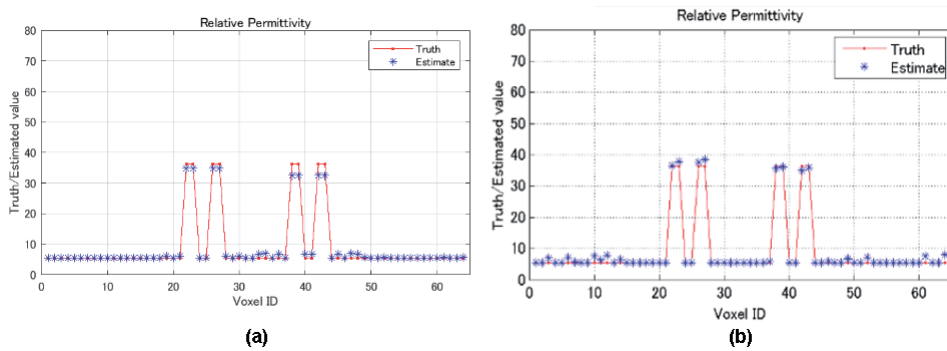 Relative Permittivity
80
70
60
50
40
30
20
10
0
Truth/Estimated value
Truth
Estimate
0 10 20 30 40 50 60
Voxel ID
(a)
Relative Permittivity
80
70
60
50
40
30
20
10
0
Truth/Estimated value
Truth
Estimate
0 10 20 30 40 50 60
Voxel ID
(b)